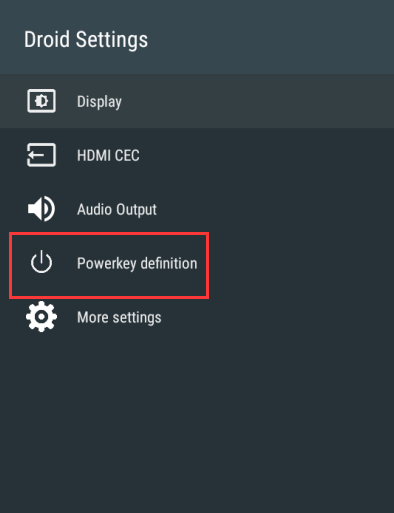 Droid Settings
Display
HDMI CEC
Audio Output
Powerkey definition
More settings